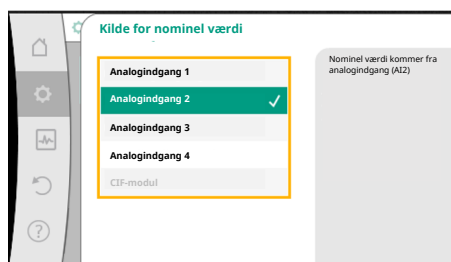 Kilde for nominel værdi
Analogindgang 1
Analogindgang 2
Analogindgang 3
Analogindgang 4
CIF-modul
Nominel værdi kommer fra
analogindgang (AI2)